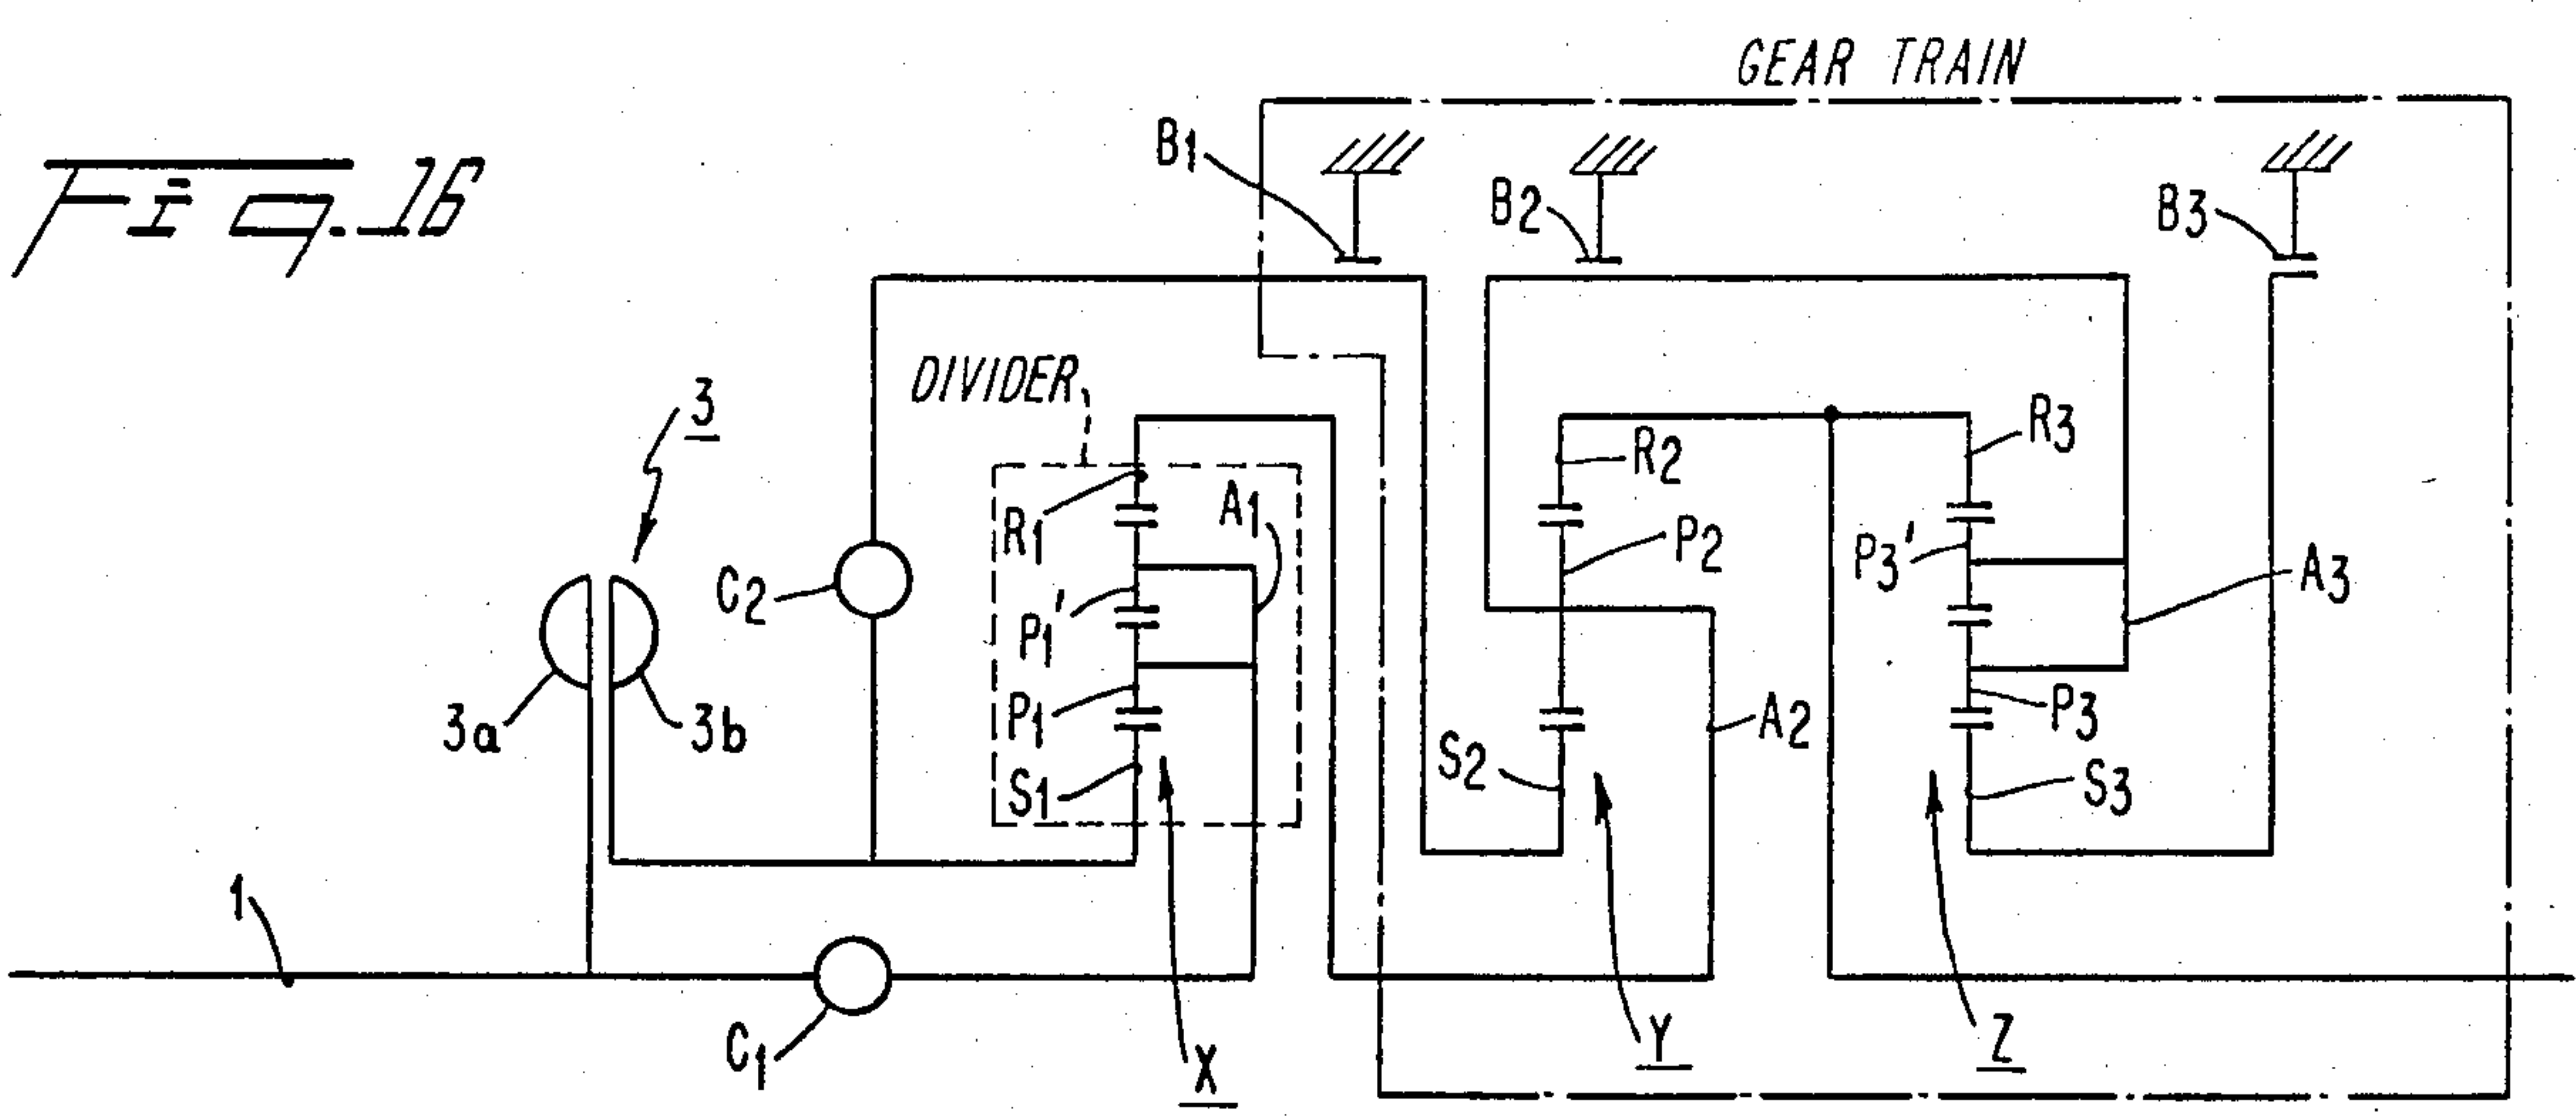 GEAR TRAIN
Fig. 16
B1
B2
B3
DIVIDER
3
R1
A1
R2
R3
C2
P1'
P2
P3'
A3
3a
3b
P1
S1
S2
A2
P3
S3
1
C1
X
Y
Z